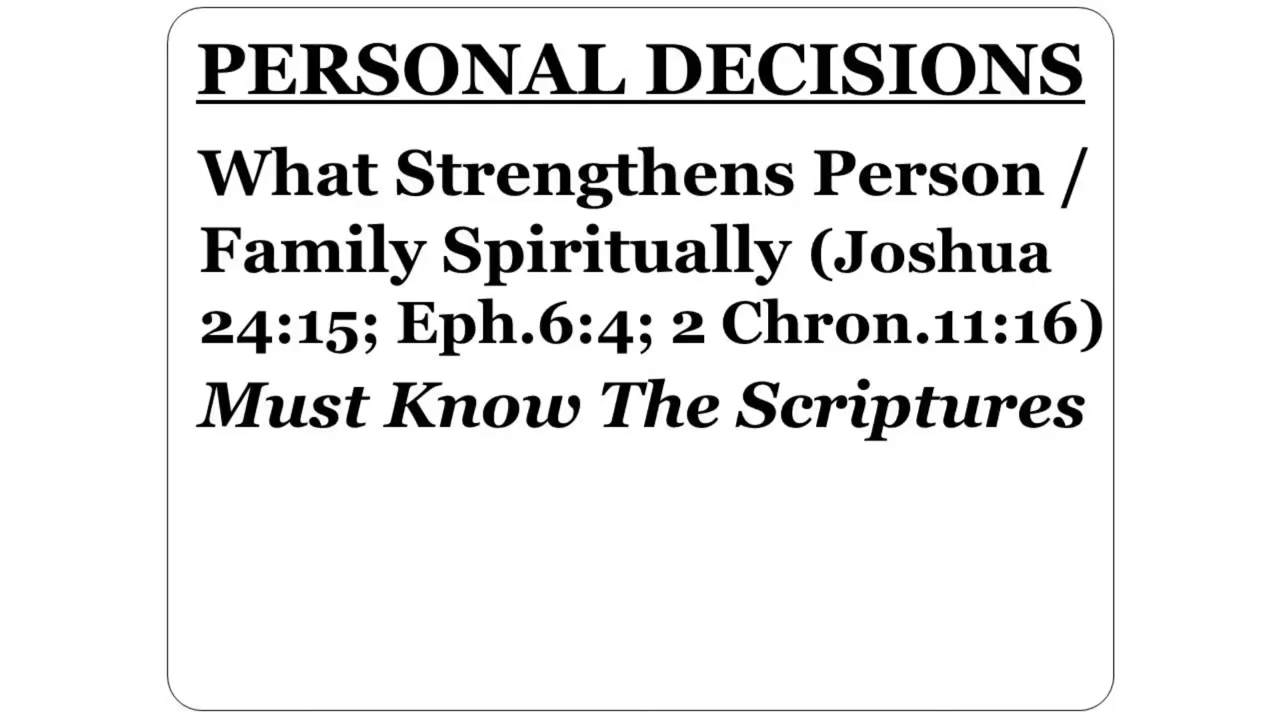 PERSONAL DECISIONS
What Strengthens Person /
Family Spiritually (Joshua
24:15; Eph.6:4; 2 Chron.11:16)
Must Know The Scriptures